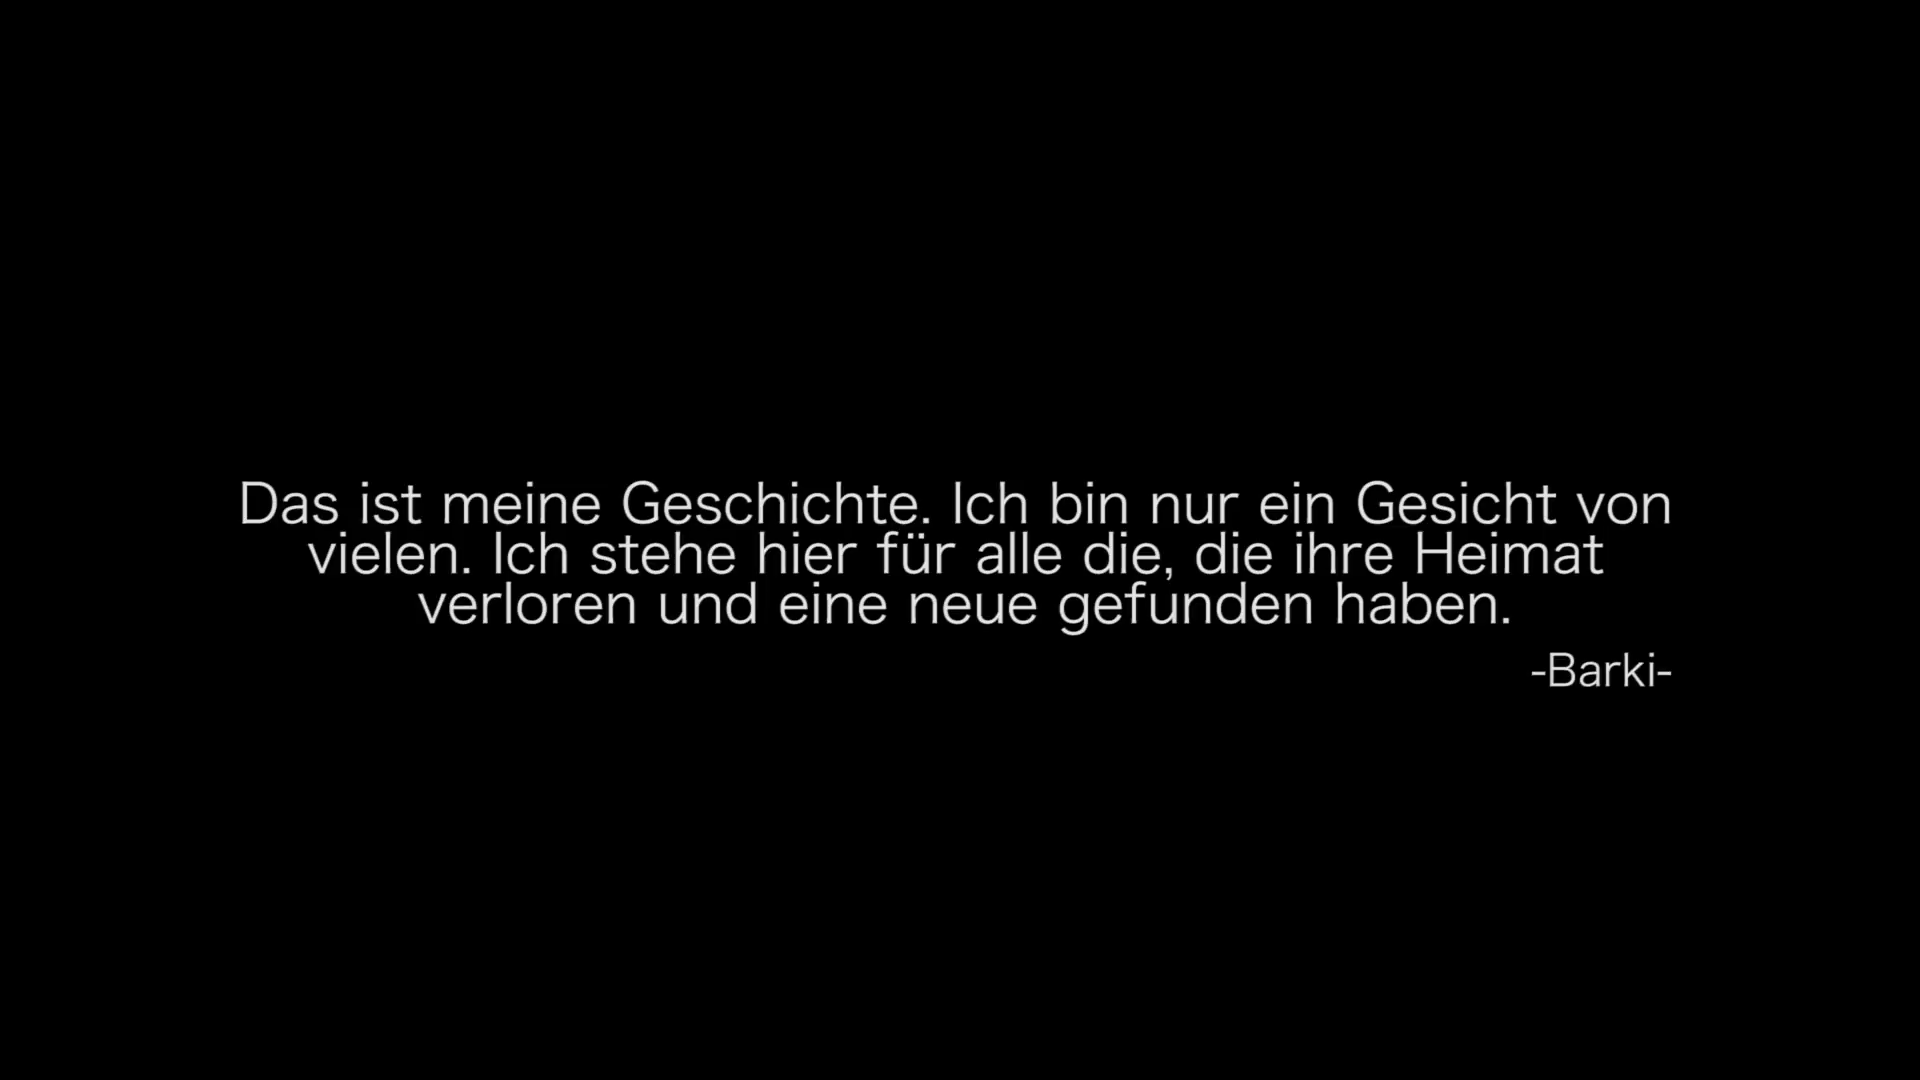 Das ist meine Geschichte. Ich bin nur ein Gesicht von
vielen. Ich stehe hier für alle die, die ihre Heimat
verloren und eine neue gefunden haben.
-Barki-